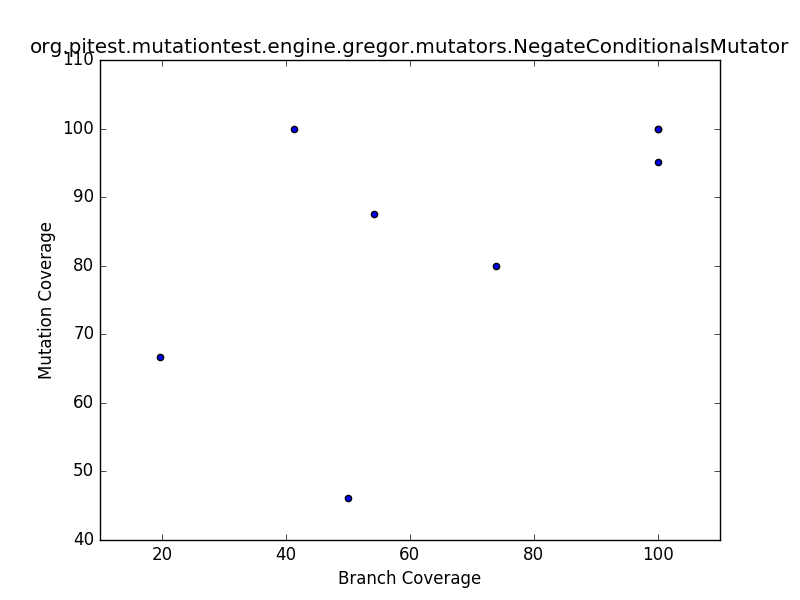 org.pitest.mutationtest.engine.gregor.mutators.NegateConditionalsMutator
110
100
90
80
70
60
50
40
Mutation Coverage
20 40 60 80 100
Branch Coverage